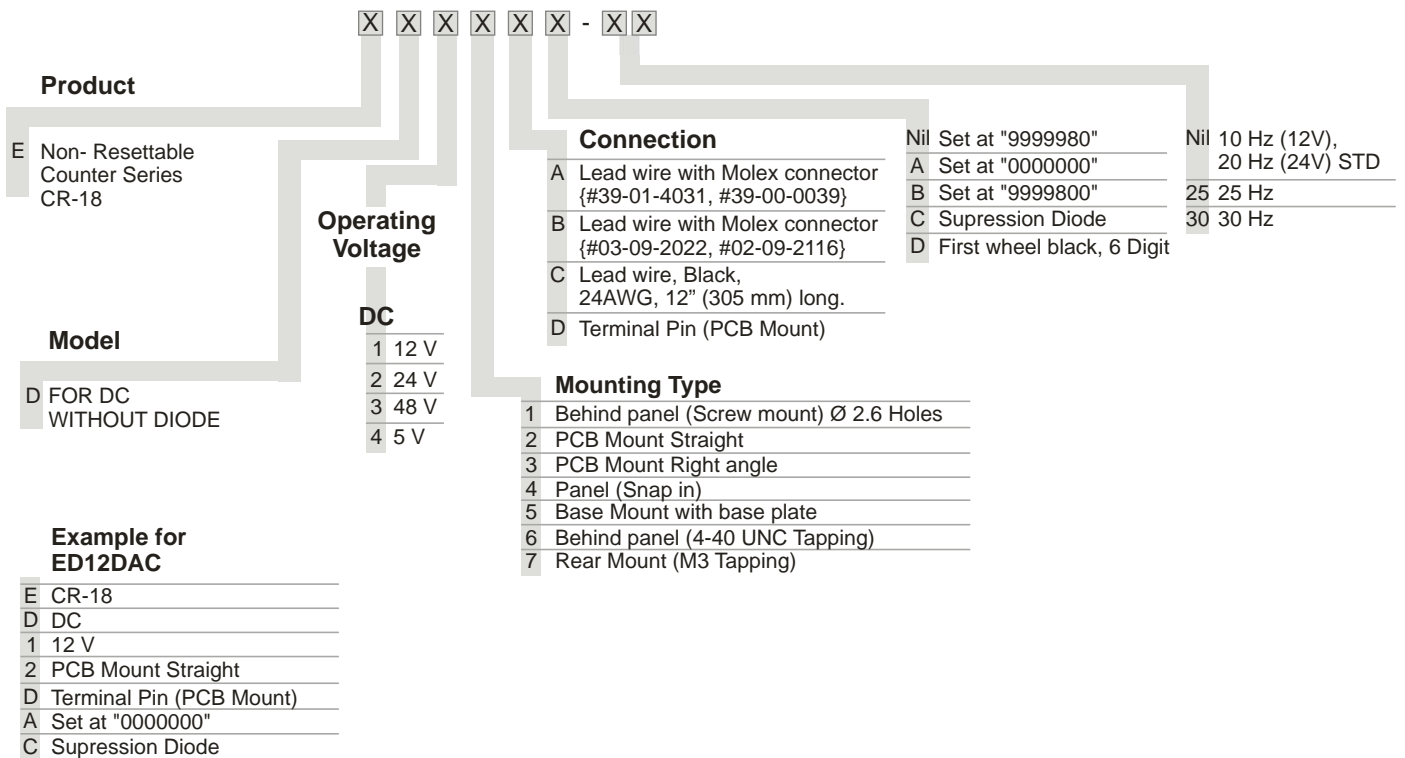 X X X X X X - X X
Product
E Non- Resettable
Counter Series
CR-18
Model
D FOR DC
WITHOUT DIODE
Operating
Voltage
DC
1 12 V
2 24 V
3 48 V
4 5 V
Connection
A Lead wire with Molex connector
{#39-01-4031, #39-00-0039}
B Lead wire with Molex connector
{#03-09-2022, #02-09-2116}
C Lead wire, Black,
24AWG, 12” (305 mm) long.
D Terminal Pin (PCB Mount)
Nil Set at "9999980"
A Set at "0000000"
B Set at "9999800"
C Supression Diode
D First wheel black, 6 Digit
Nil 10 Hz (12V),
20 Hz (24V) STD
25 25 Hz
30 30 Hz
Mounting Type
1 Behind panel (Screw mount) Ø 2.6 Holes
2 PCB Mount Straight
3 PCB Mount Right angle
4 Panel (Snap in)
5 Base Mount with base plate
6 Behind panel (4-40 UNC Tapping)
7 Rear Mount (M3 Tapping)
Example for
ED12DAC
E CR-18
D DC
1 12 V
2 PCB Mount Straight
D Terminal Pin (PCB Mount)
A Set at "0000000"
C Supression Diode